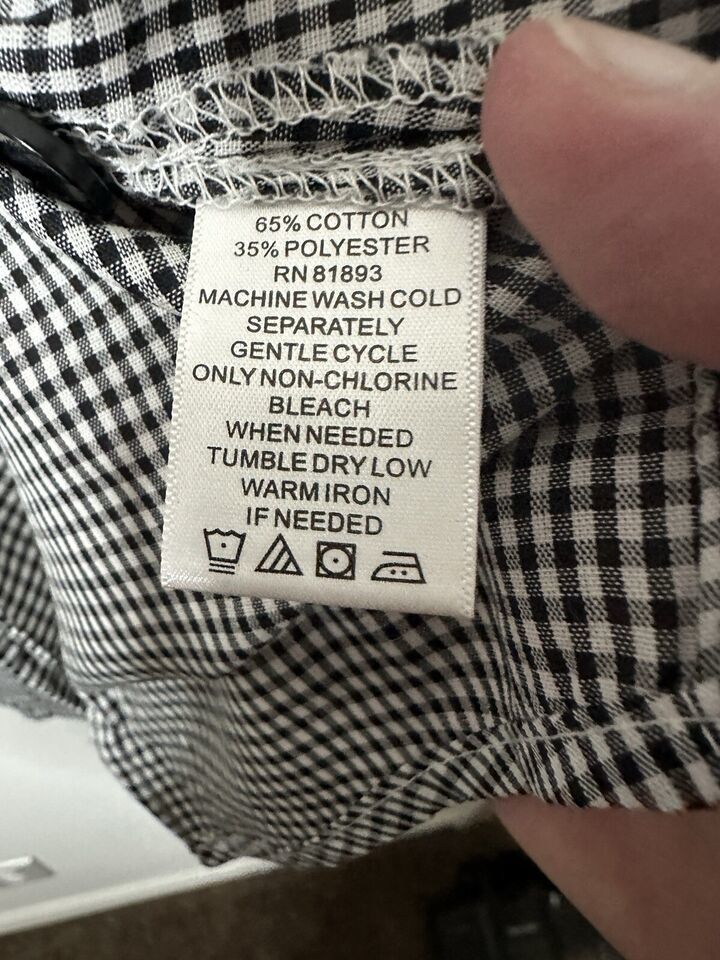 65% COTTON
35% POLYESTER
RN 81893
MACHINE WASH COLD
SEPARATELY
GENTLE CYCLE
ONLY NON-CHLORINE
BLEACH
WHEN NEEDED
TUMBLE DRY LOW
WARM IRON
IF NEEDED